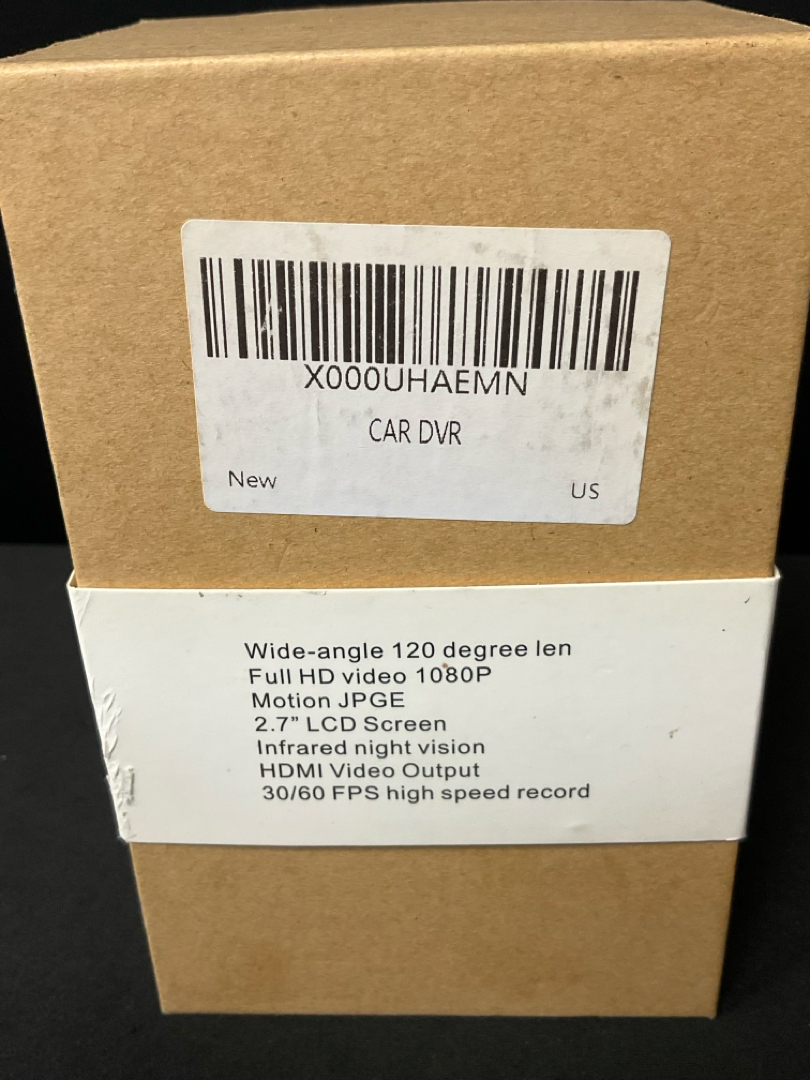 X000UHAEMN
CAR DVR
New US
Wide-angle 120 degree len
Full HD video 1080P
Motion JPGE
2.7” LCD Screen
Infrared night vision
HDMI Video Output
30/60 FPS high speed record